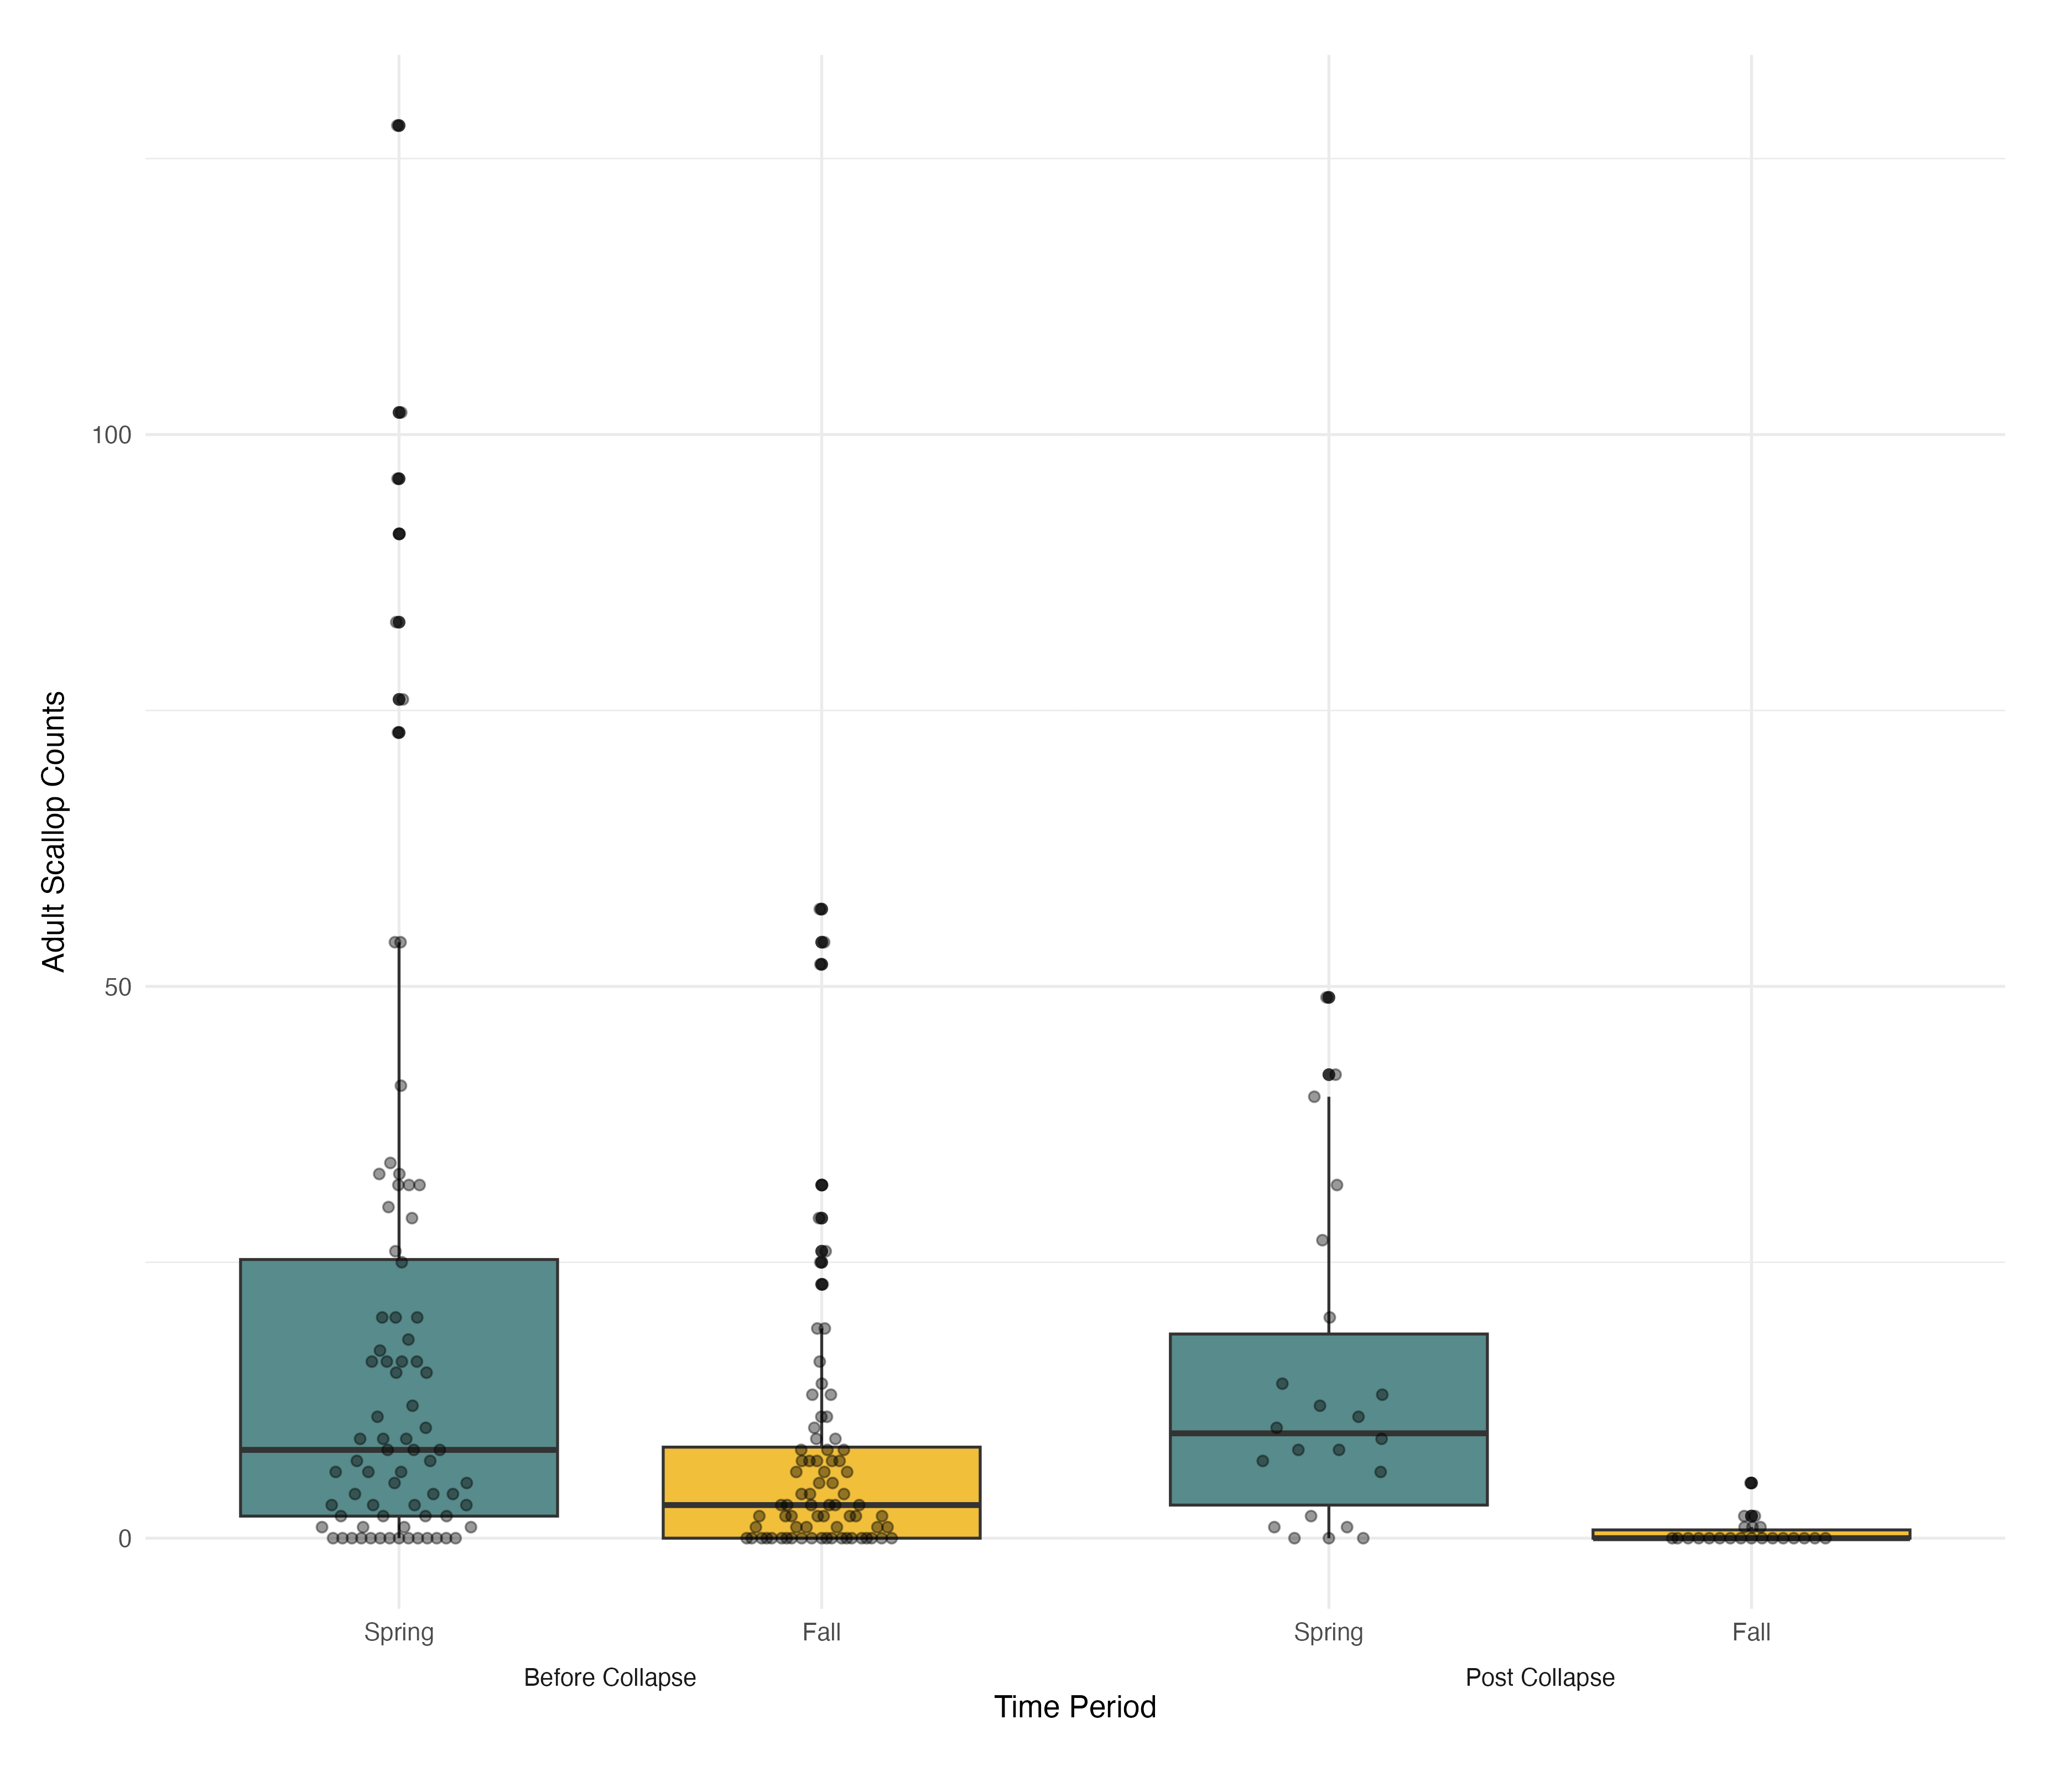 Adult Scallop Counts
100
50
0
Spring
Fall
Spring
Fall
Before Collapse
Post Collapse
Time Period